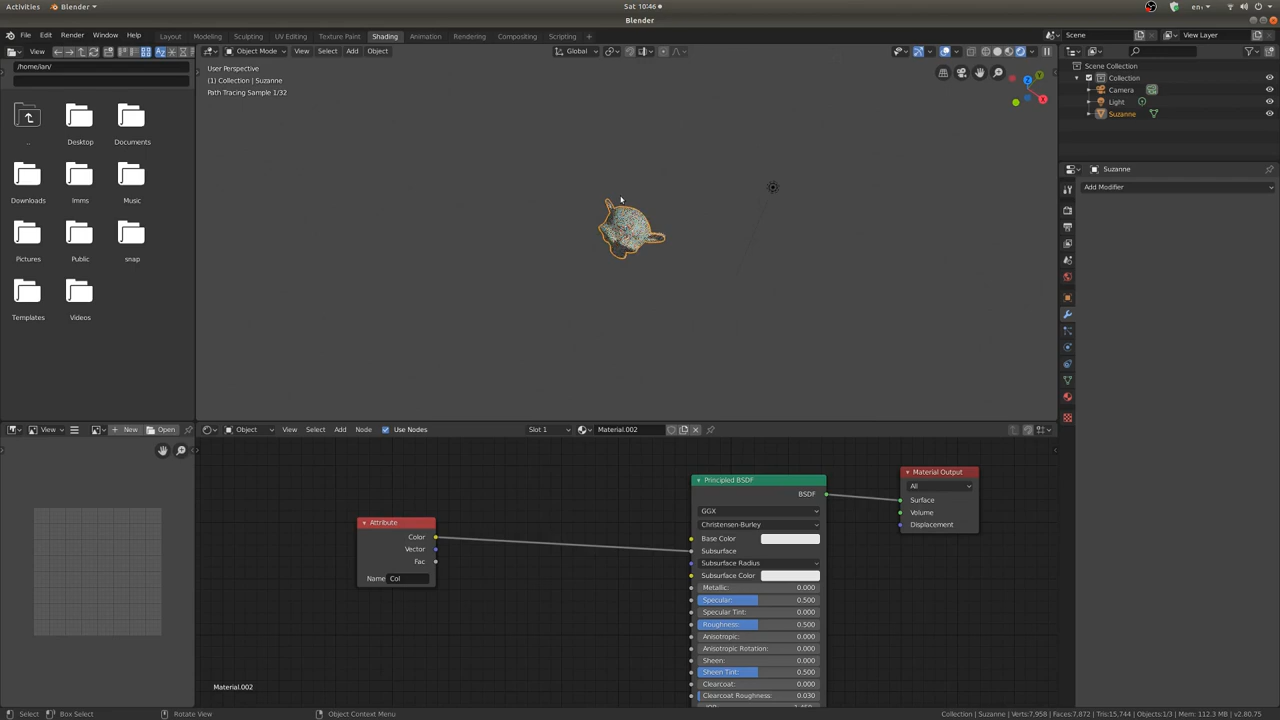 Activities
Blender
Sat 10:46
en
Blender
File
Edit
Render
Window
Help
Layout
Modeling
Sculpting
UV Editing
Texture Paint
Shading
Animation
Rendering
Compositing
Scripting
+
Scene
View Layer
View
Object Mode
View
Select
Add
Object
Global
/home/ian/
..
Desktop
Documents
Downloads
lmms
Music
Pictures
Public
snap
Templates
Videos
User Perspective
(1) Collection | Suzanne
Path Tracing Sample 1/32
Z
Y
X
Scene Collection
Collection
Camera
Light
Suzanne
Suzanne
Add Modifier
View
New
Open
Object
View
Select
Add
Node
Use Nodes
Slot 1
Material.002
Attribute
Color
Vector
Fac
Name
Col
Principled BSDF
BSDF
GGX
Christensen-Burley
Base Color
Subsurface
Subsurface Radius
Subsurface Color
Metallic: 0.000
Specular: 0.500
Specular Tint: 0.000
Roughness: 0.500
Anisotropic: 0.000
Anisotropic Rotation: 0.000
Sheen: 0.000
Sheen Tint: 0.500
Clearcoat: 0.000
Clearcoat Roughness: 0.030
Material Output
All
Surface
Volume
Displacement
Material.002
Select
Box Select
Rotate View
Object Context Menu
Collection | Suzanne | Verts:7,958 | Faces:7,872 | Tris:15,744 | Objects:1/3 | Mem: 112.3 MB | v2.80.75